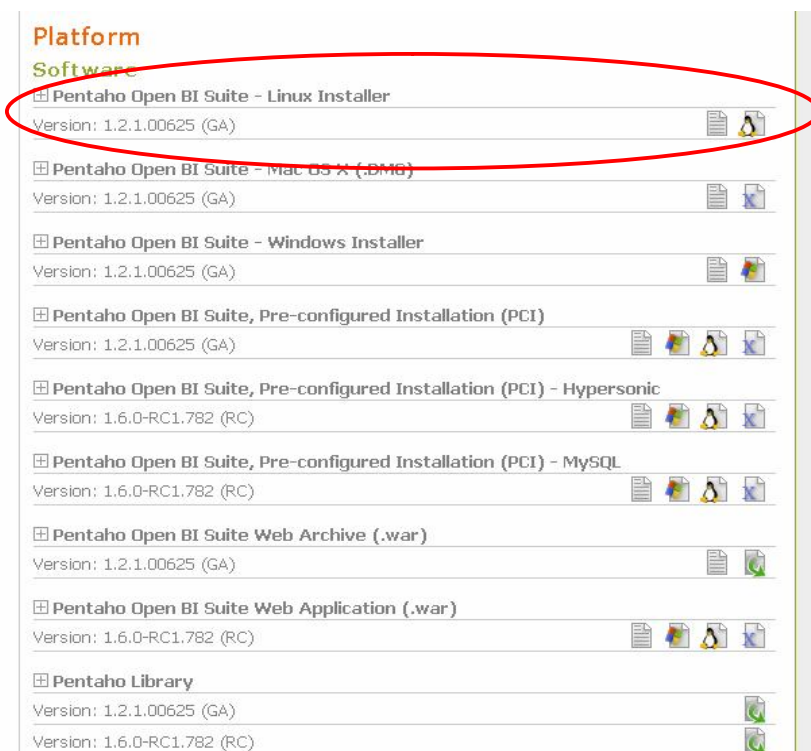 Platform
Software
Pentaho Open BI Suite - Linux Installer
Version: 1.2.1.00625 (GA)
Pentaho Open BI Suite - Mac OS X (.DMG)
Version: 1.2.1.00625 (GA)
Pentaho Open BI Suite - Windows Installer
Version: 1.2.1.00625 (GA)
Pentaho Open BI Suite, Pre-configured Installation (PCI)
Version: 1.2.1.00625 (GA)
Pentaho Open BI Suite, Pre-configured Installation (PCI) - Hypersonic
Version: 1.6.0-RC1.782 (RC)
Pentaho Open BI Suite, Pre-configured Installation (PCI) - MySQL
Version: 1.6.0-RC1.782 (RC)
Pentaho Open BI Suite Web Archive (.war)
Version: 1.2.1.00625 (GA)
Pentaho Open BI Suite Web Application (.war)
Version: 1.6.0-RC1.782 (RC)
Pentaho Library
Version: 1.2.1.00625 (GA)
Version: 1.6.0-RC1.782 (RC)